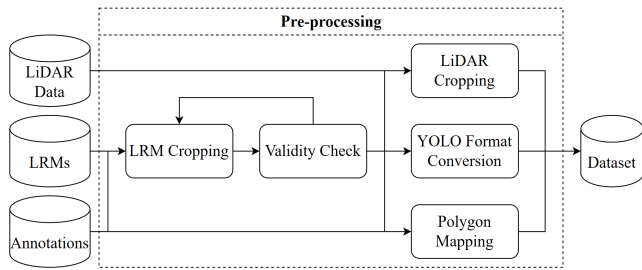 Pre-processing
LiDAR
Data
LRMs
Annotations
LRM Cropping
Validity Check
LiDAR
Cropping
YOLO Format
Conversion
Polygon
Mapping
Dataset